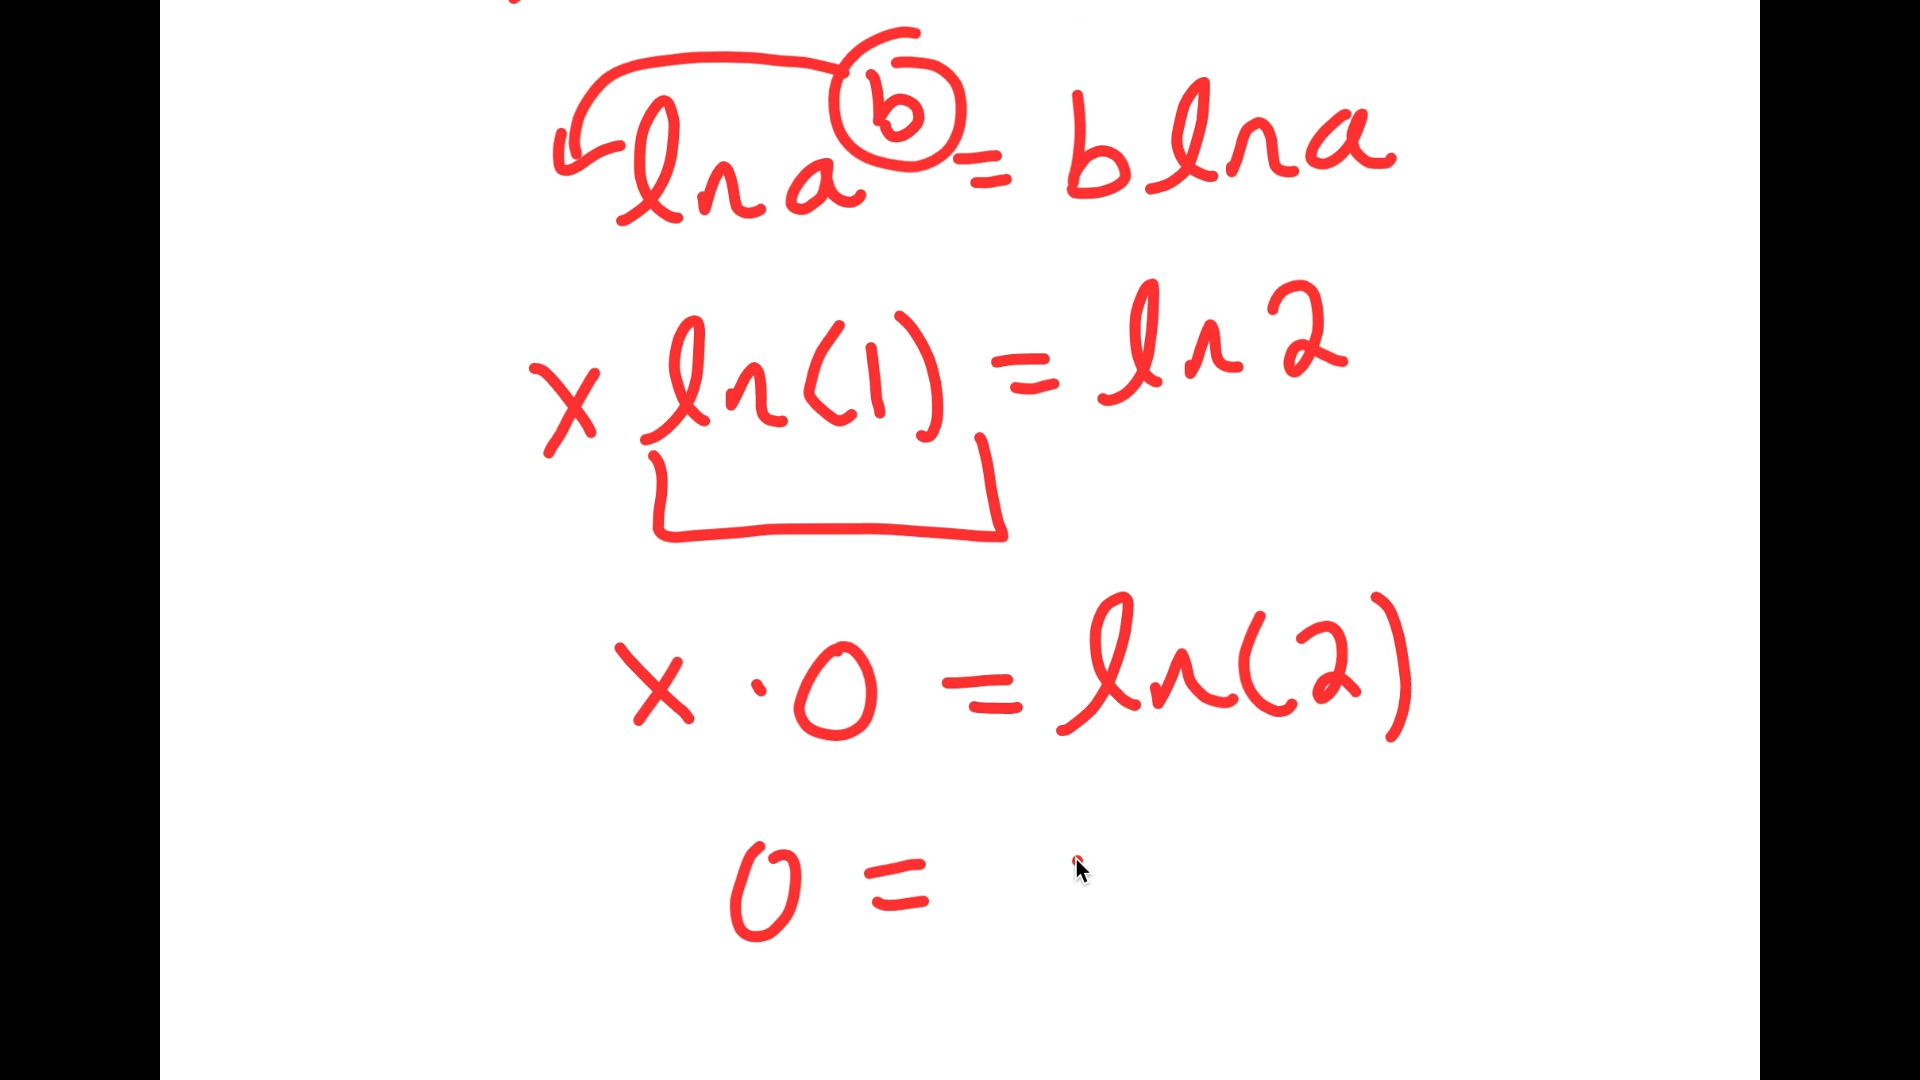 ln a^b = b ln a
x ln(1) = ln 2
x · 0 = ln(2)
0 =